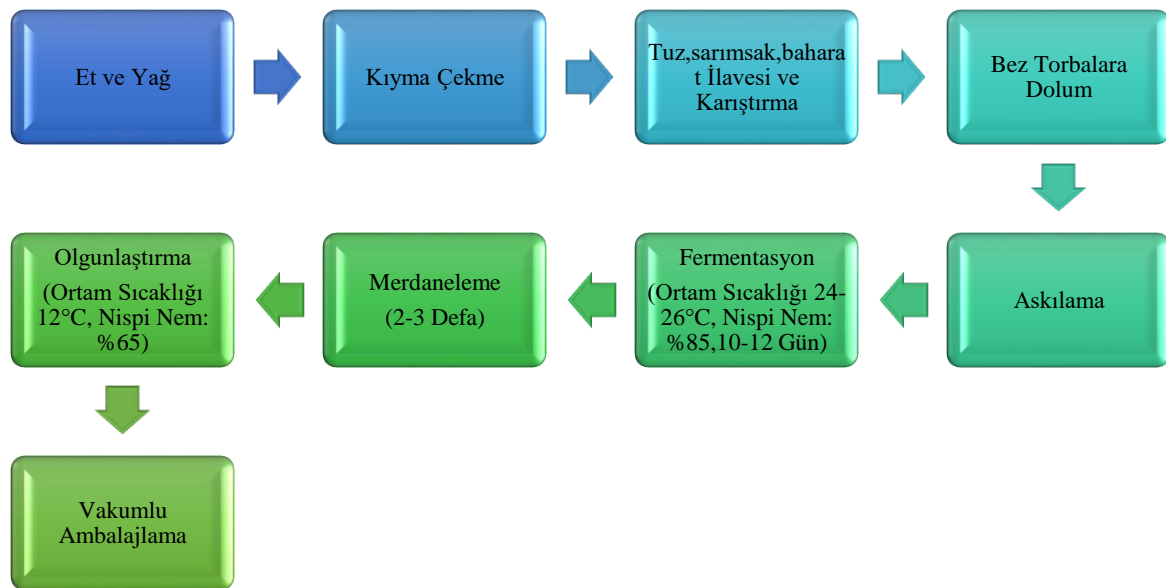 Et ve Yağ
Kıyma Çekme
Tuz,sarımsak,bahara
t İlavesi ve
Karıştırma
Bez Torbalara
Dolum
Askılama
Fermentasyon
(Ortam Sıcaklığı 24-
26°C, Nispi Nem:
%85,10-12 Gün)
Merdaneleme
(2-3 Defa)
Olgunlaştırma
(Ortam Sıcaklığı
12°C, Nispi Nem:
%65)
Vakumlu
Ambalajlama